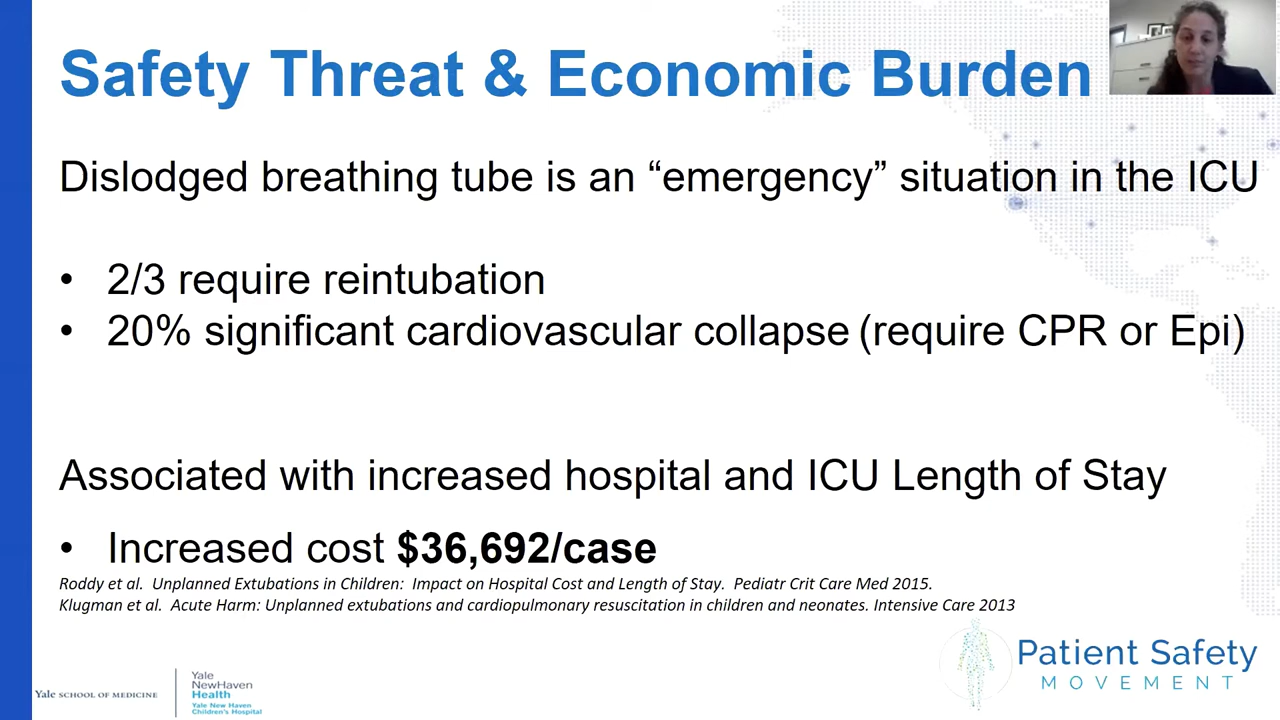 Safety Threat & Economic Burden
Dislodged breathing tube is an “emergency” situation in the ICU
• 2/3 require reintubation
• 20% significant cardiovascular collapse (require CPR or Epi)
Associated with increased hospital and ICU Length of Stay
• Increased cost $36,692/case
Roddy et al. Unplanned Extubations in Children: Impact on Hospital Cost and Length of Stay. Pediatr Crit Care Med 2015.
Klugman et al. Acute Harm: Unplanned extubations and cardiopulmonary resuscitation in children and neonates. Intensive Care 2013
Yale SCHOOL OF MEDICINE
Yale
NewHaven
Health
Yale New Haven
Children's Hospital
Patient Safety
MOVEMENT